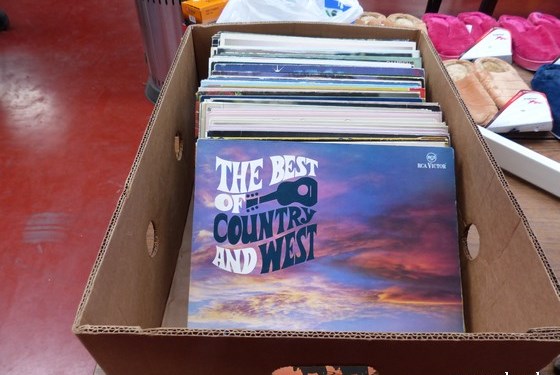 THE BEST
OF
COUNTRY
AND WEST
RCA VICTOR